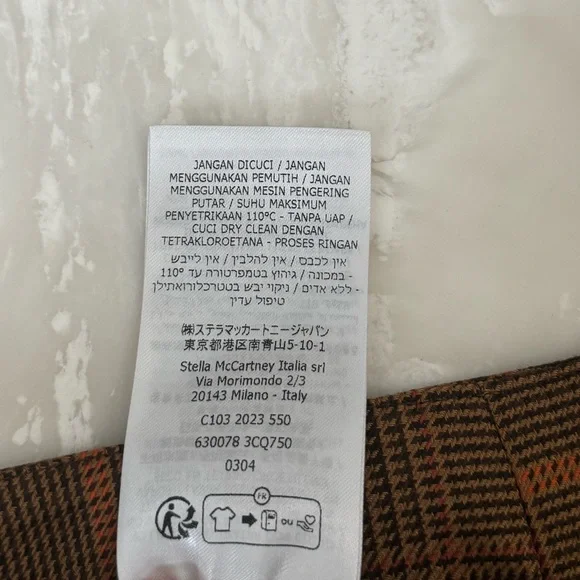 JANGAN DICUCI / JANGAN
MENGGUNAKAN PEMUTIH / JANGAN
MENGGUNAKAN MESIN PENGERING
PUTAR / SUHU MAKSIMUM
PENYETRIKAAN 110°C - TANPA UAP /
CUCI DRY CLEAN DENGAN
TETRAKLOROETANA - PROSES RINGAN
אין לכבס / אין להלבין / אין לייבש
במכונה / גיהוץ בטמפרטורה עד 110° -
ללא אדים / ניקוי יבש בטטרכלורואתילן -
טיפול עדין
(株)ステラマッカートニージャパン
東京都港区南青山5-10-1
Stella McCartney Italia srl
Via Morimondo 2/3
20143 Milano - Italy
C103 2023 550
630078 3CQ750
0304
FR
ou